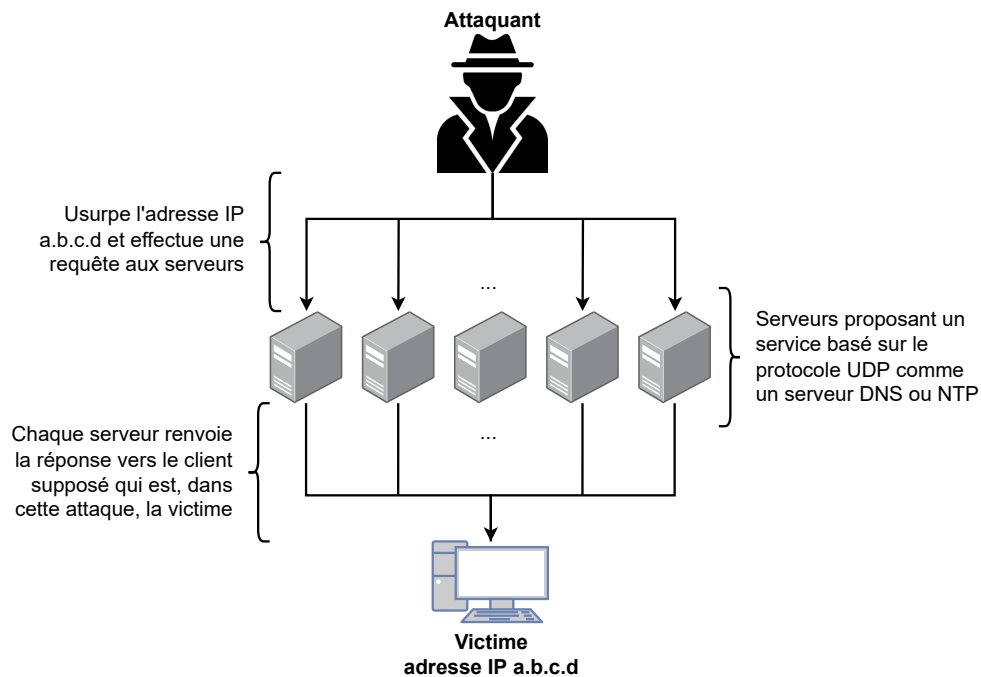 Attaquant
Usurpe l'adresse IP
a.b.c.d et effectue une
requête aux serveurs
...
Serveurs proposant un
service basé sur le
protocole UDP comme
un serveur DNS ou NTP
Chaque serveur renvoie
la réponse vers le client
supposé qui est, dans
cette attaque, la victime
...
Victime
adresse IP a.b.c.d